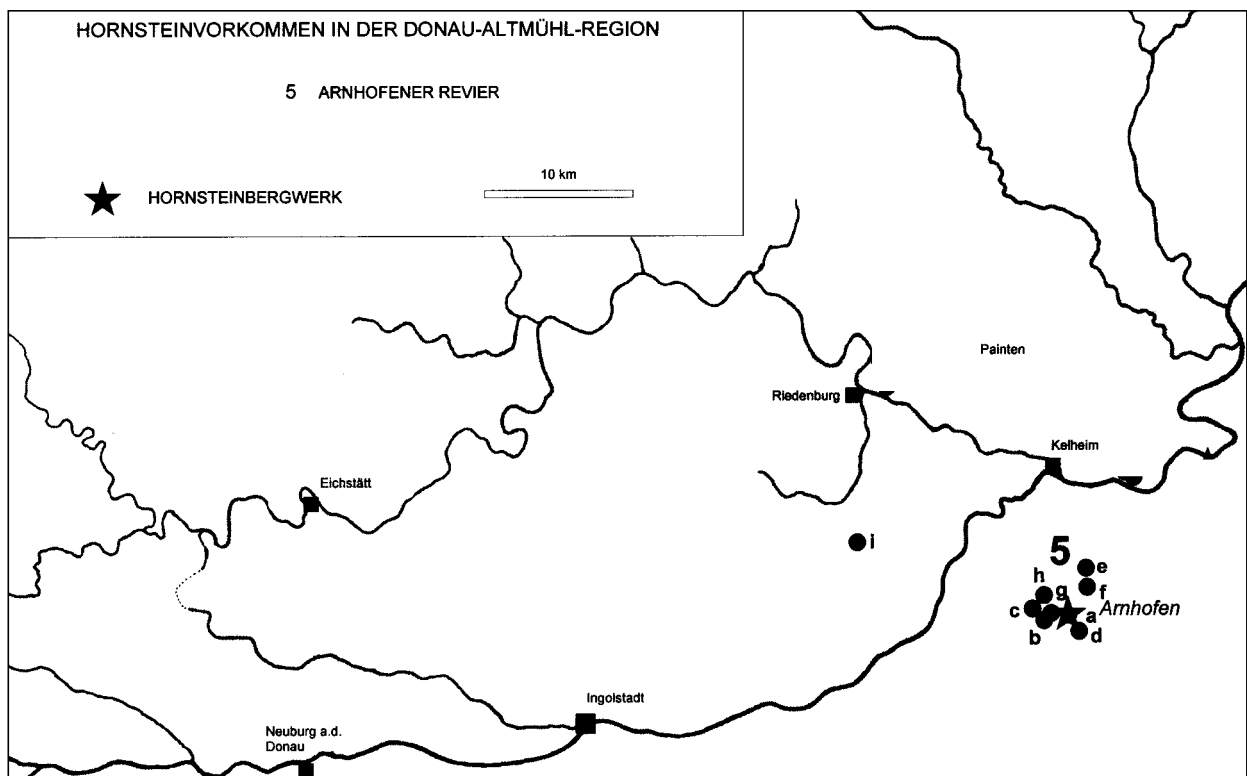 HORNSTEINVORKOMMEN IN DER DONAU-ALTMÜHL-REGION
5 ARNHOFENER REVIER
HORNSTEINBERGWERK
10 km
Painten
Riedenburg
Kelheim
Eichstätt
i
5
e
h
f
g
c
a
Arnhofen
b
d
Ingolstadt
Neuburg a.d.
Donau